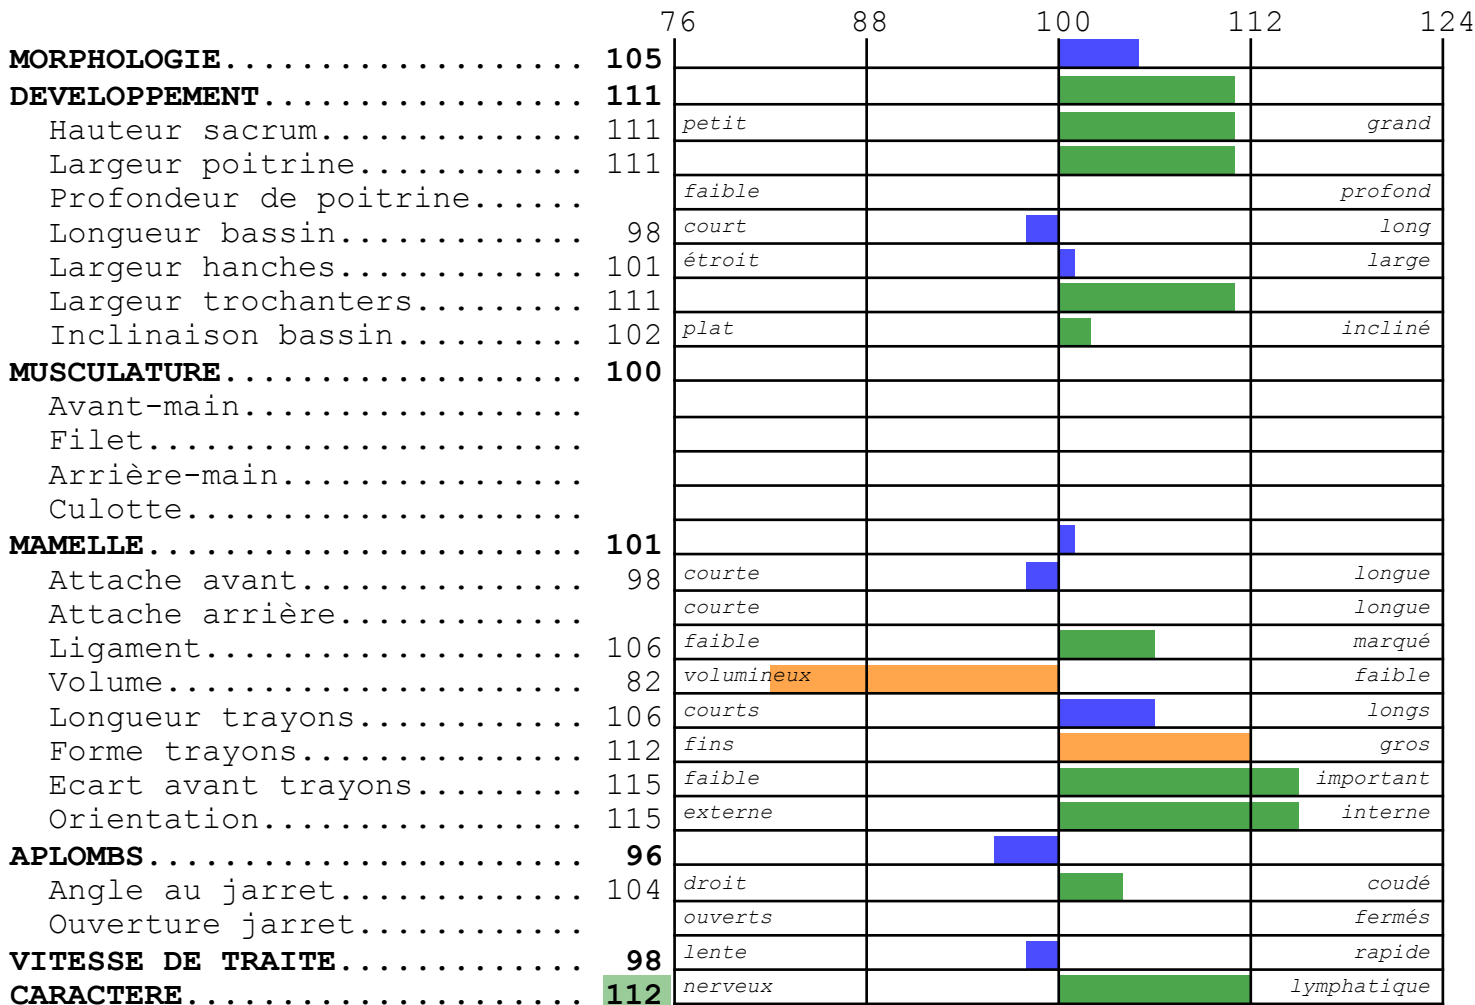 76 88 100 112 124
MORPHOLOGIE................... 105
DEVELOPPEMENT................. 111
Hauteur sacrum.............. 111 petit grand
Largeur poitrine............ 111
Profondeur de poitrine...... faible profond
Longueur bassin............. 98 court long
Largeur hanches............. 101 étroit large
Largeur trochanters......... 111
Inclinaison bassin.......... 102 plat incliné
MUSCULATURE................... 100
Avant-main..................
Filet.......................
Arrière-main................
Culotte.....................
MAMELLE....................... 101
Attache avant............... 98 courte longue
Attache arrière............. courte longue
Ligament.................... 106 faible marqué
Volume...................... 82 volumineux faible
Longueur trayons............ 106 courts longs
Forme trayons............... 112 fins gros
Ecart avant trayons......... 115 faible important
Orientation................. 115 externe interne
APLOMBS....................... 96
Angle au jarret............. 104 droit coudé
Ouverture jarret............ ouverts fermés
VITESSE DE TRAITE............. 98 lente rapide
CARACTERE..................... 112 nerveux lymphatique